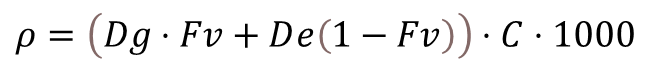 ρ = (Dg · Fv + De(1 − Fv)) · C · 1000